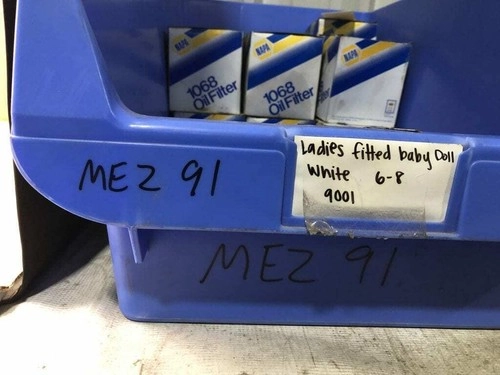 NAPA
NAPA
NAPA
1068
Oil Filter
1068
Oil Filter
Ladies fitted baby Doll
White 6-8
9001
MEZ 91
MEZ 91